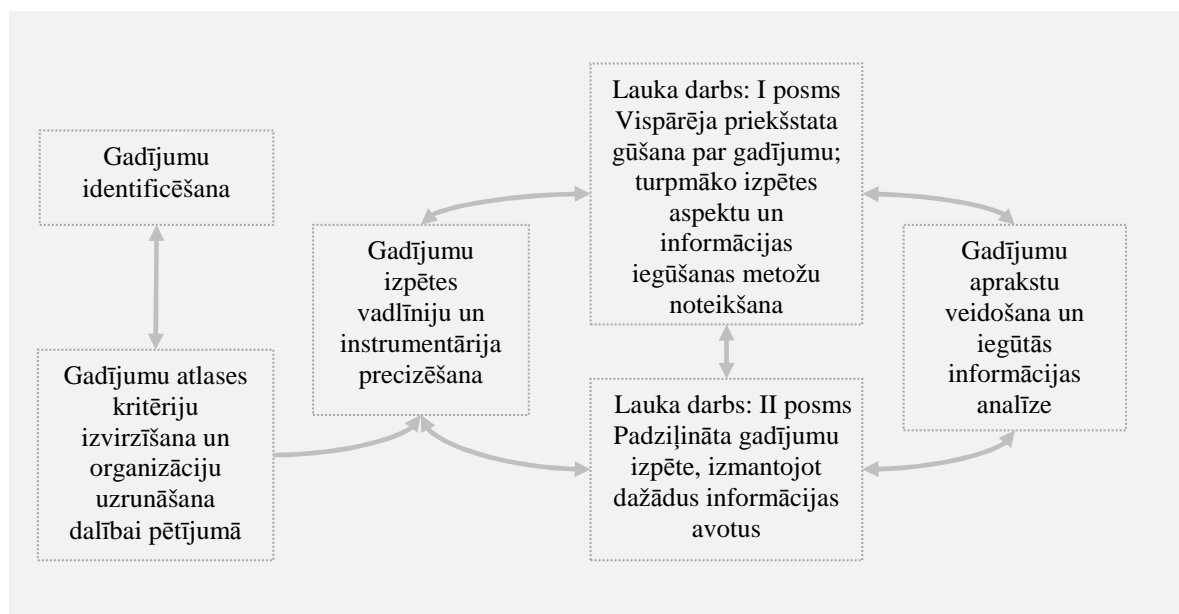 Gadījumu
identificēšana
Gadījumu atlases
kritēriju
izvirzīšana un
organizāciju
uzrunāšana
dalībai pētījumā
Gadījumu
izpētes
vadlīniju un
instrumentārija
precizēšana
Lauka darbs: I posms
Vispārēja priekšstata
gūšana par gadījumu;
turpmāko izpētes
aspektu un
informācijas
iegūšanas metožu
noteikšana
Lauka darbs: II posms
Padziļināta gadījumu
izpēte, izmantojot
dažādus informācijas
avotus
Gadījumu
aprakstu
veidošana un
iegūtās
informācijas
analīze